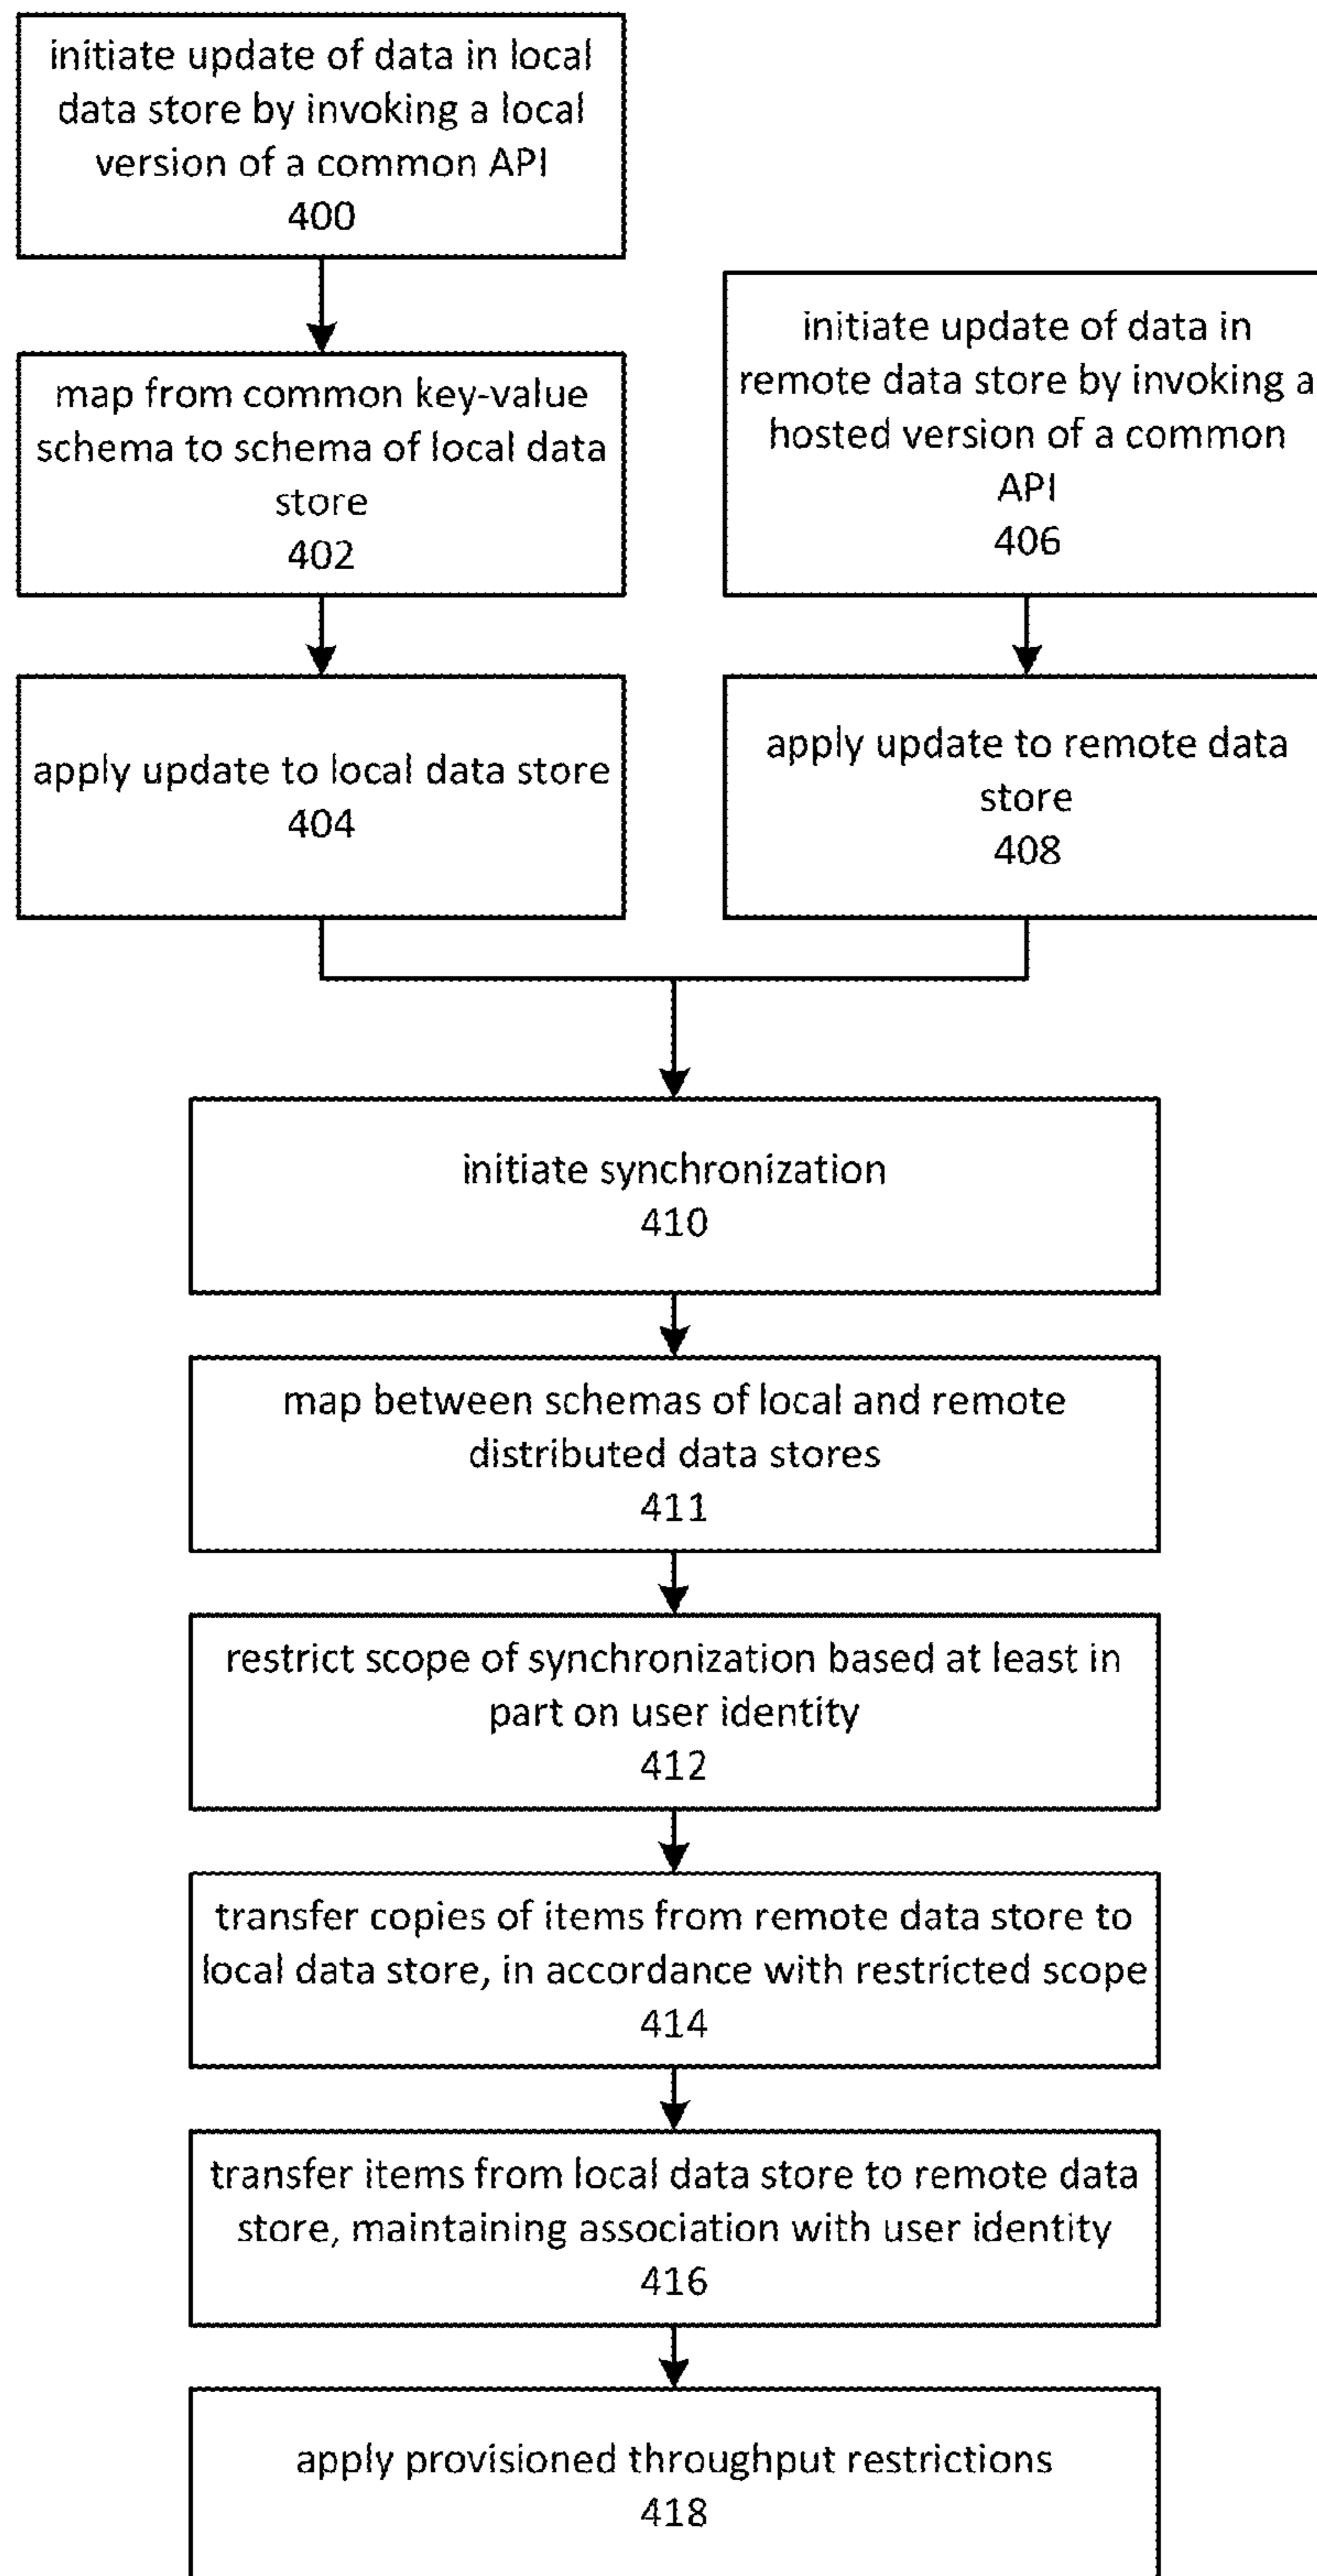 initiate update of data in local
data store by invoking a local
version of a common API
400
map from common key-value
schema to schema of local data
store
402
apply update to local data store
404
initiate update of data in
remote data store by invoking a
hosted version of a common
API
406
apply update to remote data
store
408
initiate synchronization
410
map between schemas of local and remote
distributed data stores
411
restrict scope of synchronization based at least in
part on user identity
412
transfer copies of items from remote data store to
local data store, in accordance with restricted scope
414
transfer items from local data store to remote data
store, maintaining association with user identity
416
apply provisioned throughput restrictions
418